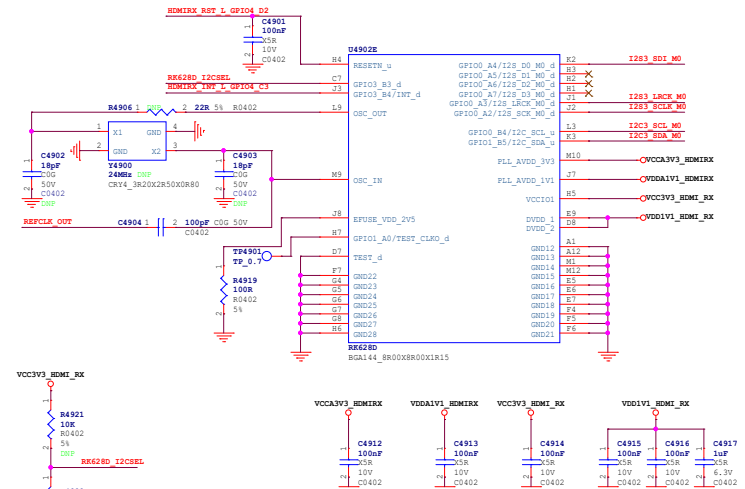 HDMIRX_RST_L_GPIO4_D2
C4901
100nF
X5R
10V
C0402
U4902E
H4 RESETN_u
RK628D_I2CSEL C7 GPIO3_B3_d
HDMIRX_INT_L_GPIO4_C3 J3 GPIO3_B4/INT_d
R4906 1 DNP 2 22R 5% R0402 L9 OSC_OUT
GPIO0_A4/I2S_D0_M0_d K2 I2S3_SDI_M0
GPIO0_A5/I2S_D1_M0_d H3
GPIO0_A6/I2S_D2_M0_d H2
GPIO0_A7/I2S_D3_M0_d H1
GPIO0_A3/I2S_LRCK_M0_d J1 I2S3_LRCK_M0
GPIO0_A2/I2S_SCK_M0_d J2 I2S3_SCLK_M0
GPIO0_B4/I2C_SCL_u L3 I2C3_SCL_M0
GPIO1_B5/I2C_SDA_u K3 I2C3_SDA_M0
PLL_AVDD_3V3 M10 VCCA3V3_HDMIRX
PLL_AVDD_1V1 J7 VDDA1V1_HDMIRX
VCCIO1 H5 VCC3V3_HDMI_RX
DVDD_1 E9 VDD1V1_HDMI_RX
DVDD_2 D8
1 X1 GND 4
2 GND X2 3
Y4900
24MHz DNP
CRY4_3R20X2R50X0R80
C4902
18pF
C0G
50V
C0402
DNP
C4903
18pF
C0G
50V
C0402
DNP
M9 OSC_IN
REFCLK_OUT C4904 1 2 100pF C0G 50V
C0402
J8 EFUSE_VDD_2V5
H7 GPIO1_A0/TEST_CLKO_d
TP4901
TP_0.7
D7 TEST_d
R4919
100R
R0402
5%
F7 GND22
G4 GND23
G5 GND24
G6 GND25
G7 GND26
G8 GND27
H6 GND28
GND12 A1
GND13 A12
GND14 M1
GND15 M12
GND16 E5
GND17 E6
GND18 E7
GND19 F4
GND20 F5
GND21 F6
RK628D
BGA144_8R00X8R00X1R15
VCC3V3_HDMI_RX
R4921
10K
R0402
5%
DNP
RK628D_I2CSEL
VCCA3V3_HDMIRX
C4912
100nF
X5R
10V
C0402
VDDA1V1_HDMIRX
C4913
100nF
X5R
10V
C0402
VCC3V3_HDMI_RX
C4914
100nF
X5R
10V
C0402
VDD1V1_HDMI_RX
C4915
100nF
X5R
10V
C0402
C4916
100nF
X5R
10V
C0402
C4917
1uF
X5R
6.3V
C0402